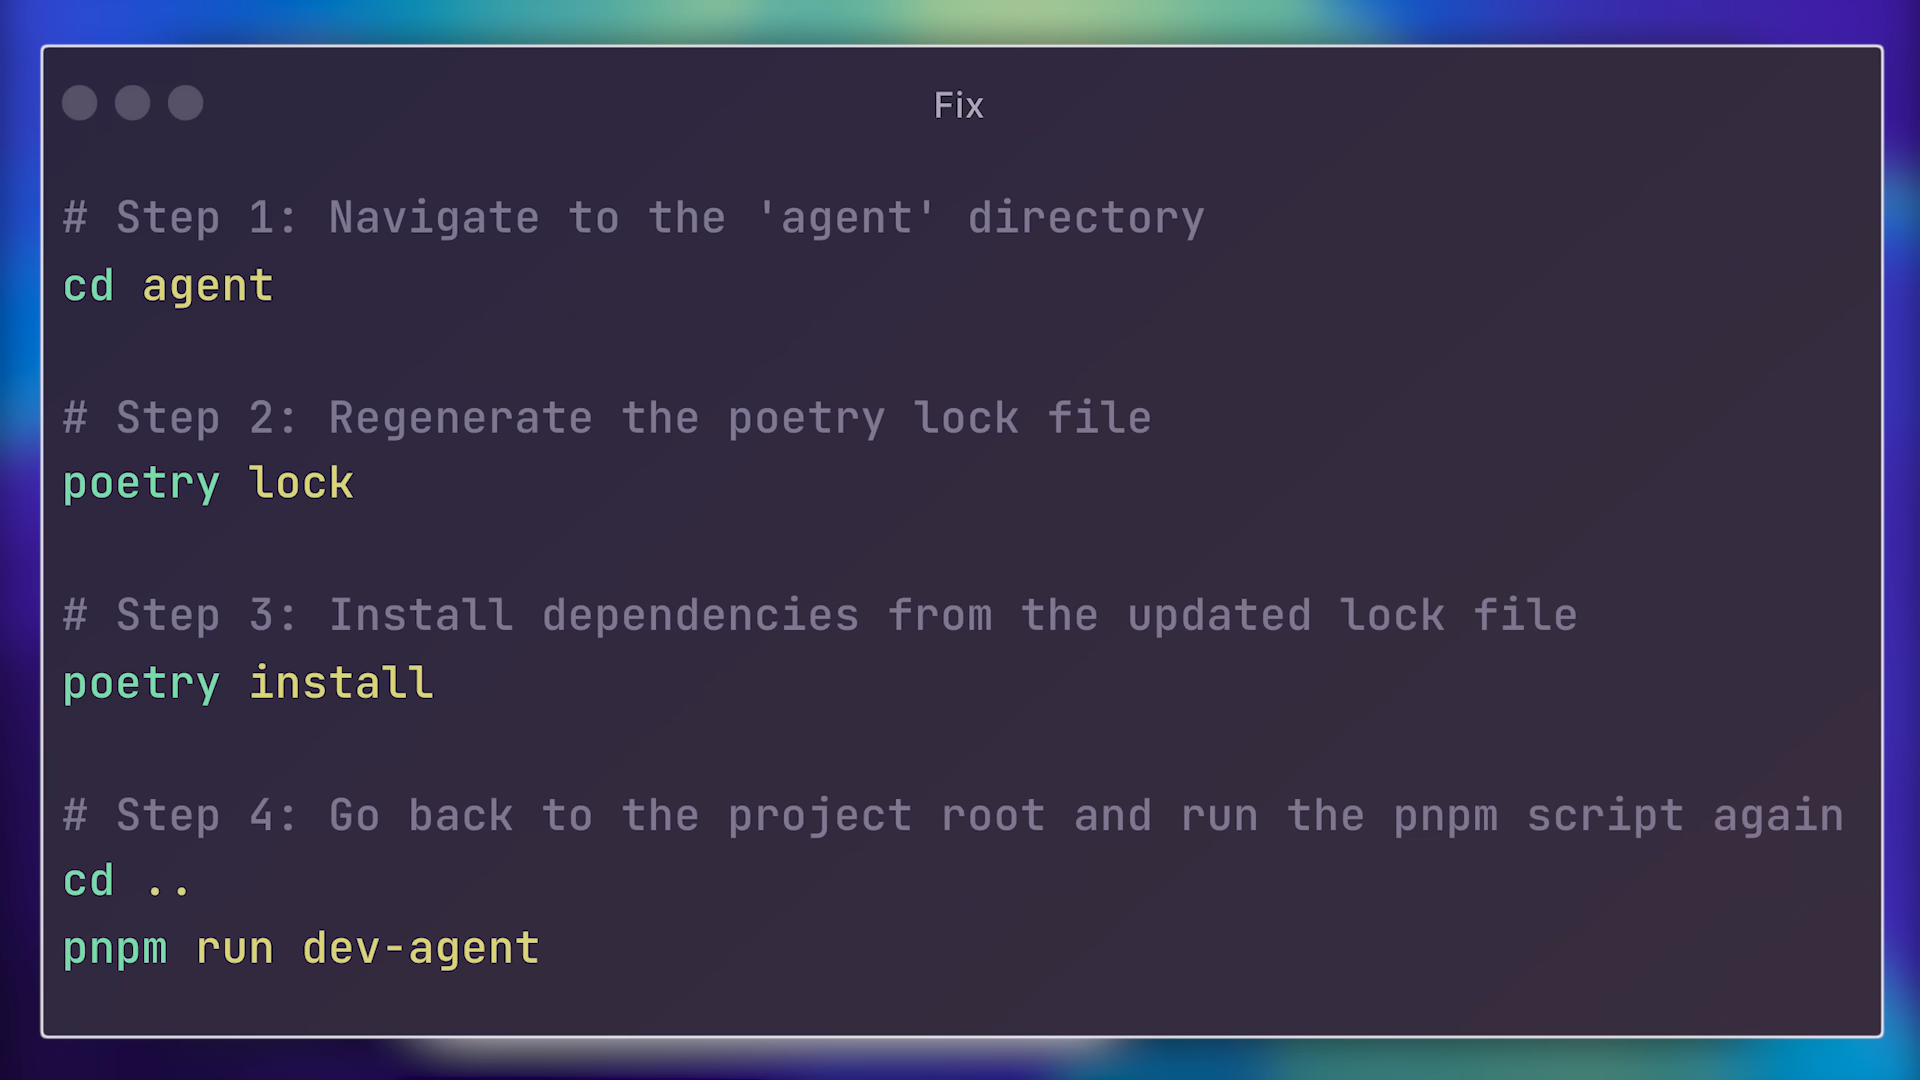 Fix
# Step 1: Navigate to the 'agent' directory
cd agent
# Step 2: Regenerate the poetry lock file
poetry lock
# Step 3: Install dependencies from the updated lock file
poetry install
# Step 4: Go back to the project root and run the pnpm script again
cd ..
pnpm run dev-agent